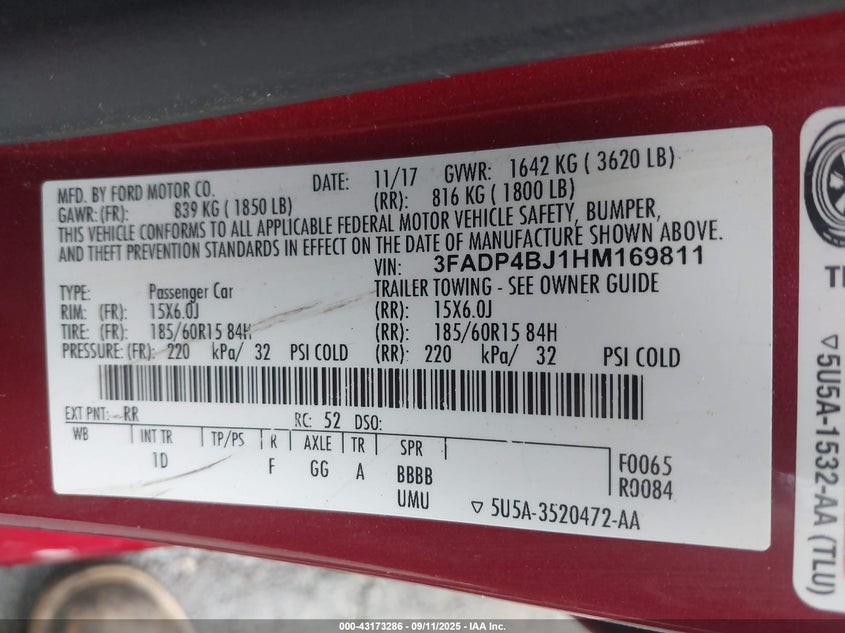 MFD. BY FORD MOTOR CO. DATE: 11/17 GVWR: 1642 KG ( 3620 LB)
GAWR: (FR): 839 KG ( 1850 LB) (RR): 816 KG ( 1800 LB)
THIS VEHICLE CONFORMS TO ALL APPLICABLE FEDERAL MOTOR VEHICLE SAFETY, BUMPER,
AND THEFT PREVENTION STANDARDS IN EFFECT ON THE DATE OF MANUFACTURE SHOWN ABOVE.
VIN: 3FADP4BJ1HM169811
TYPE: Passenger Car TRAILER TOWING - SEE OWNER GUIDE
RIM: (FR): 15X6.0J (RR): 15X6.0J
TIRE: (FR): 185/60R15 84H (RR): 185/60R15 84H
PRESSURE: (FR): 220 kPa/ 32 PSI COLD (RR): 220 kPa/ 32 PSI COLD
EXT PNT: RR RC: 52 DSO:
WB INT TR TP/PS R AXLE TR SPR
1D F GG A BBBB
UMU
F0065
R0084
▽ 5U5A-3520472-AA
▽ 5U5A-1532-AA (TLU)
000-43173286 - 09/11/2025 - IAA Inc.